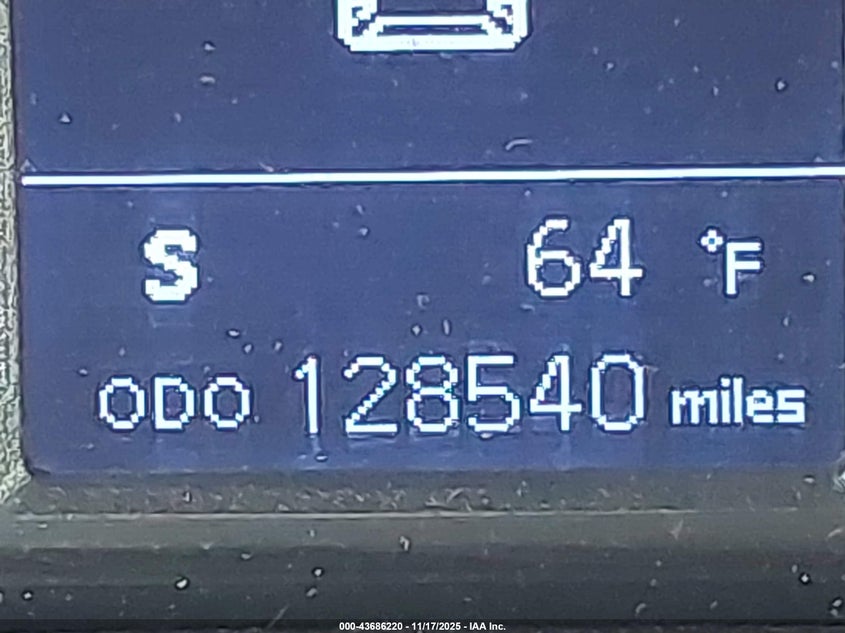 S 64 °F
ODO 128540 miles
000-43686220 - 11/17/2025 - IAA Inc.